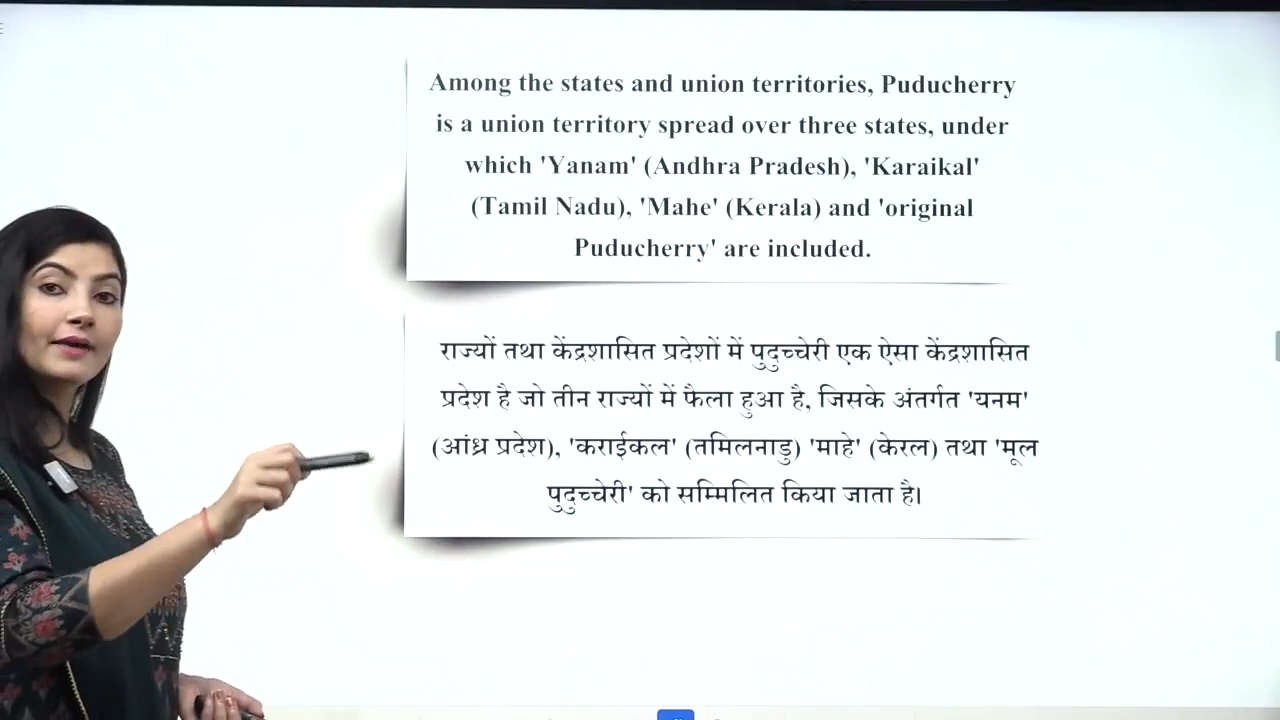 Among the states and union territories, Puducherry
is a union territory spread over three states, under
which 'Yanam' (Andhra Pradesh), 'Karaikal'
(Tamil Nadu), 'Mahe' (Kerala) and 'original
Puducherry' are included.
राज्यों तथा केंद्रशासित प्रदेशों में पुदुच्चेरी एक ऐसा केंद्रशासित
प्रदेश है जो तीन राज्यों में फैला हुआ है, जिसके अंतर्गत 'यनम'
(आंध्र प्रदेश), 'कराईकल' (तमिलनाडु) 'माहे' (केरल) तथा 'मूल
पुदुच्चेरी' को सम्मिलित किया जाता है।